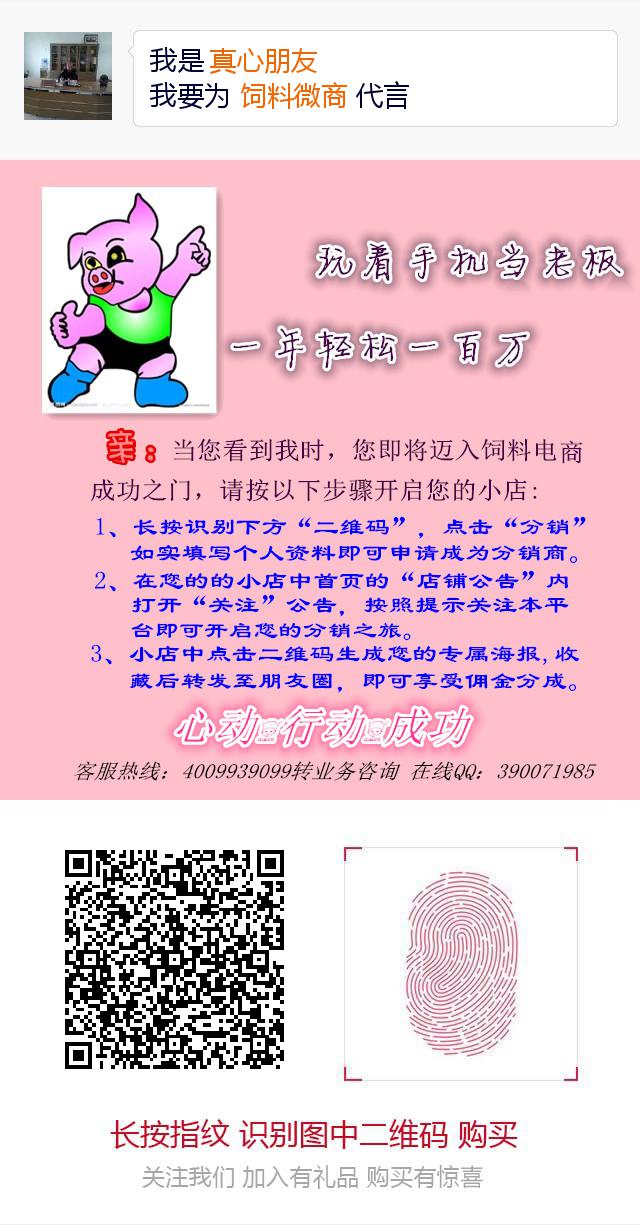 我是 真心朋友
我要为 饲料微商 代言
玩着手机当老板
一年轻松一百万
亲：当您看到我时，您即将迈入饲料电商
成功之门，请按以下步骤开启您的小店:
1、长按识别下方“二维码”，点击“分销”
如实填写个人资料即可申请成为分销商。
2、在您的的小店中首页的“店铺公告”内
打开“关注”公告，按照提示关注本平
台即可开启您的分销之旅。
3、小店中点击二维码生成您的专属海报,收
藏后转发至朋友圈，即可享受佣金分成。
心动 行动 成功
客服热线：4009939099转业务咨询 在线QQ：390071985
长按指纹 识别图中二维码 购买
关注我们 加入有礼品 购买有惊喜